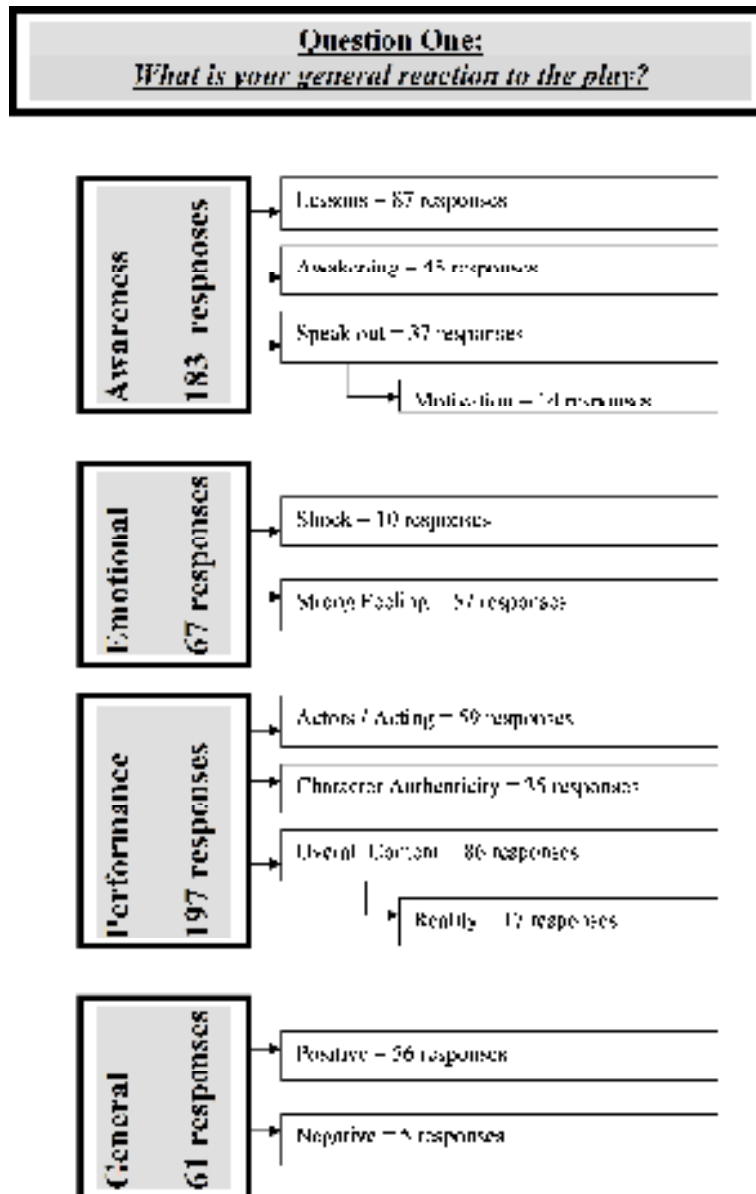 Question One:
What is your general reaction to the play?
Awareness
183 respnoses
Lessons – 87 responses
Awakening – 45 responses
Speak out – 37 responses
Motivation – 14 responses
Emotional
67 responses
Shock – 10 responses
Strong Feeling – 57 responses
Performance
197 responses
Actors / Acting – 59 responses
Character Authenticity – 35 responses
Overall Content – 86 responses
Reality – 17 responses
General
61 responses
Positive – 56 responses
Negative – 5 responses